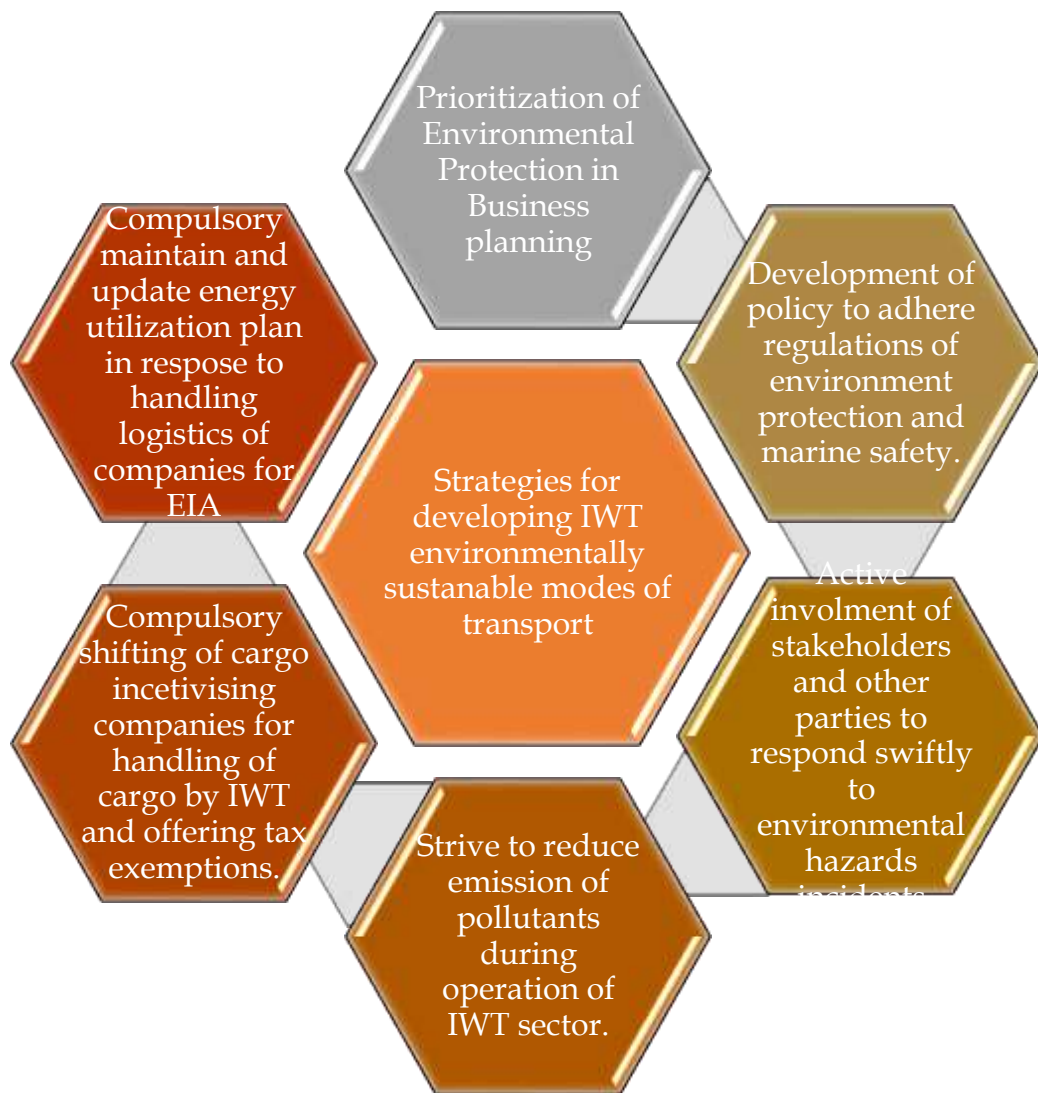 Prioritization of
Environmental
Protection in
Business
planning
Development of
policy to adhere
regulations of
environment
protection and
marine safety.
Active
involment of
stakeholders
and other
parties to
respond swiftly
to
environmental
hazards
incidents
Strive to reduce
emission of
pollutants
during
operation of
IWT sector.
Compulsory
shifting of cargo
incetivising
companies for
handling of
cargo by IWT
and offering tax
exemptions.
Compulsory
maintain and
update energy
utilization plan
in respose to
handling
logistics of
companies for
EIA
Strategies for
developing IWT
environmentally
sustanable modes of
transport